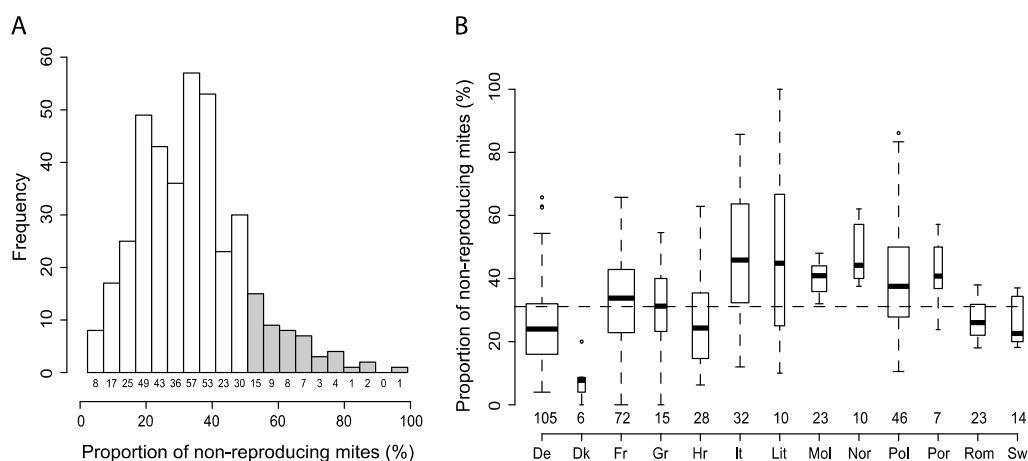 A
Frequency
60
50
40
30
20
10
0
8 17 25 49 43 36 57 53 23 30 15 9 8 7 3 4 1 2 0 1
0 20 40 60 80 100
Proportion of non-reproducing mites (%)
B
Proportion of non-reproducing mites (%)
100
80
60
40
20
0
105 6 72 15 28 32 10 23 10 46 7 23 14
De Dk Fr Gr Hr It Lit Mol Nor Pol Por Rom Sw